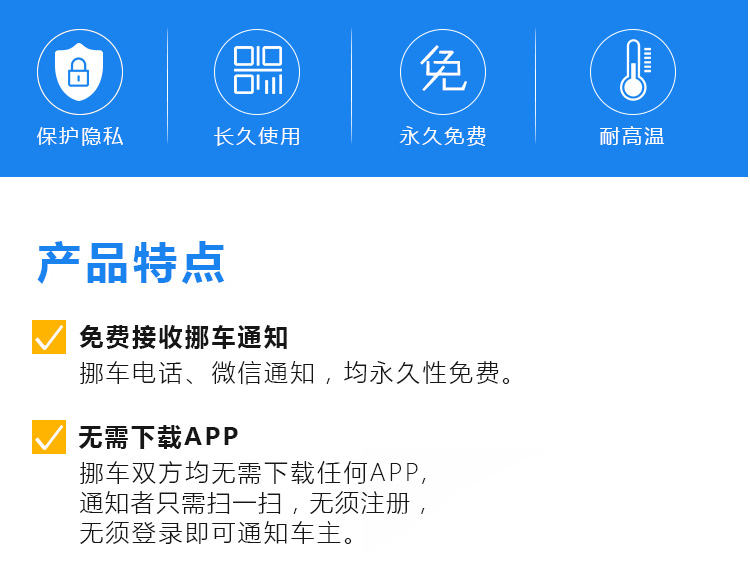 免
保护隐私 长久使用 永久免费 耐高温
产品特点
免费接收挪车通知
挪车电话、微信通知，均永久性免费。
无需下载APP
挪车双方均无需下载任何APP,
通知者只需扫一扫，无须注册，
无须登录即可通知车主。